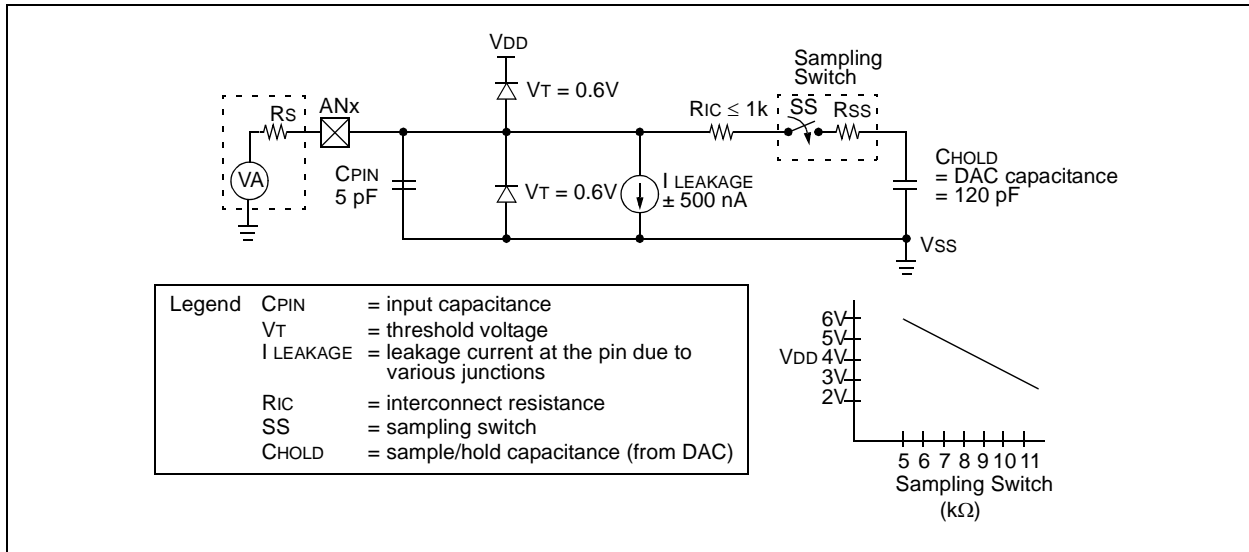 VDD
Sampling
Switch
VT = 0.6V
RS
ANx
RIC ≤ 1k
SS
RSS
VA
CPIN
5 pF
VT = 0.6V
I LEAKAGE
± 500 nA
CHOLD
= DAC capacitance
= 120 pF
VSS
Legend CPIN = input capacitance
VT = threshold voltage
I LEAKAGE = leakage current at the pin due to
various junctions
RIC = interconnect resistance
SS = sampling switch
CHOLD = sample/hold capacitance (from DAC)
6V
5V
VDD 4V
3V
2V
5 6 7 8 9 10 11
Sampling Switch
(kΩ)